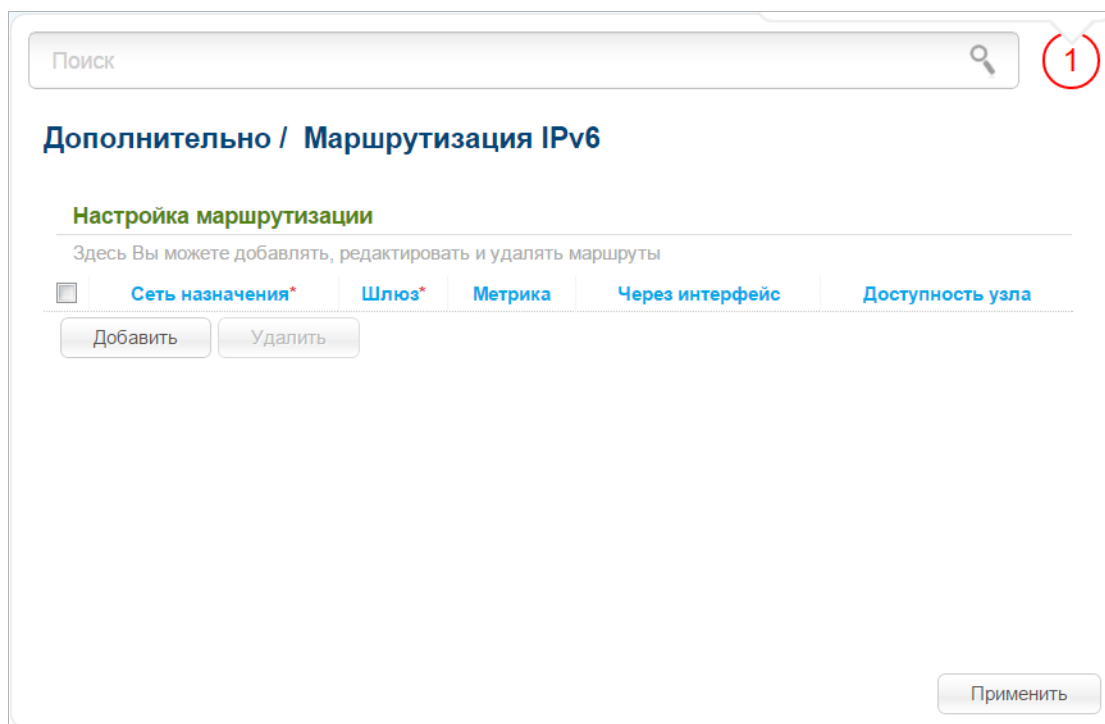 Поиск
1
Дополнительно / Маршрутизация IPv6
Настройка маршрутизации
Здесь Вы можете добавлять, редактировать и удалять маршруты
Сеть назначения* Шлюз* Метрика Через интерфейс Доступность узла
Добавить Удалить
Применить